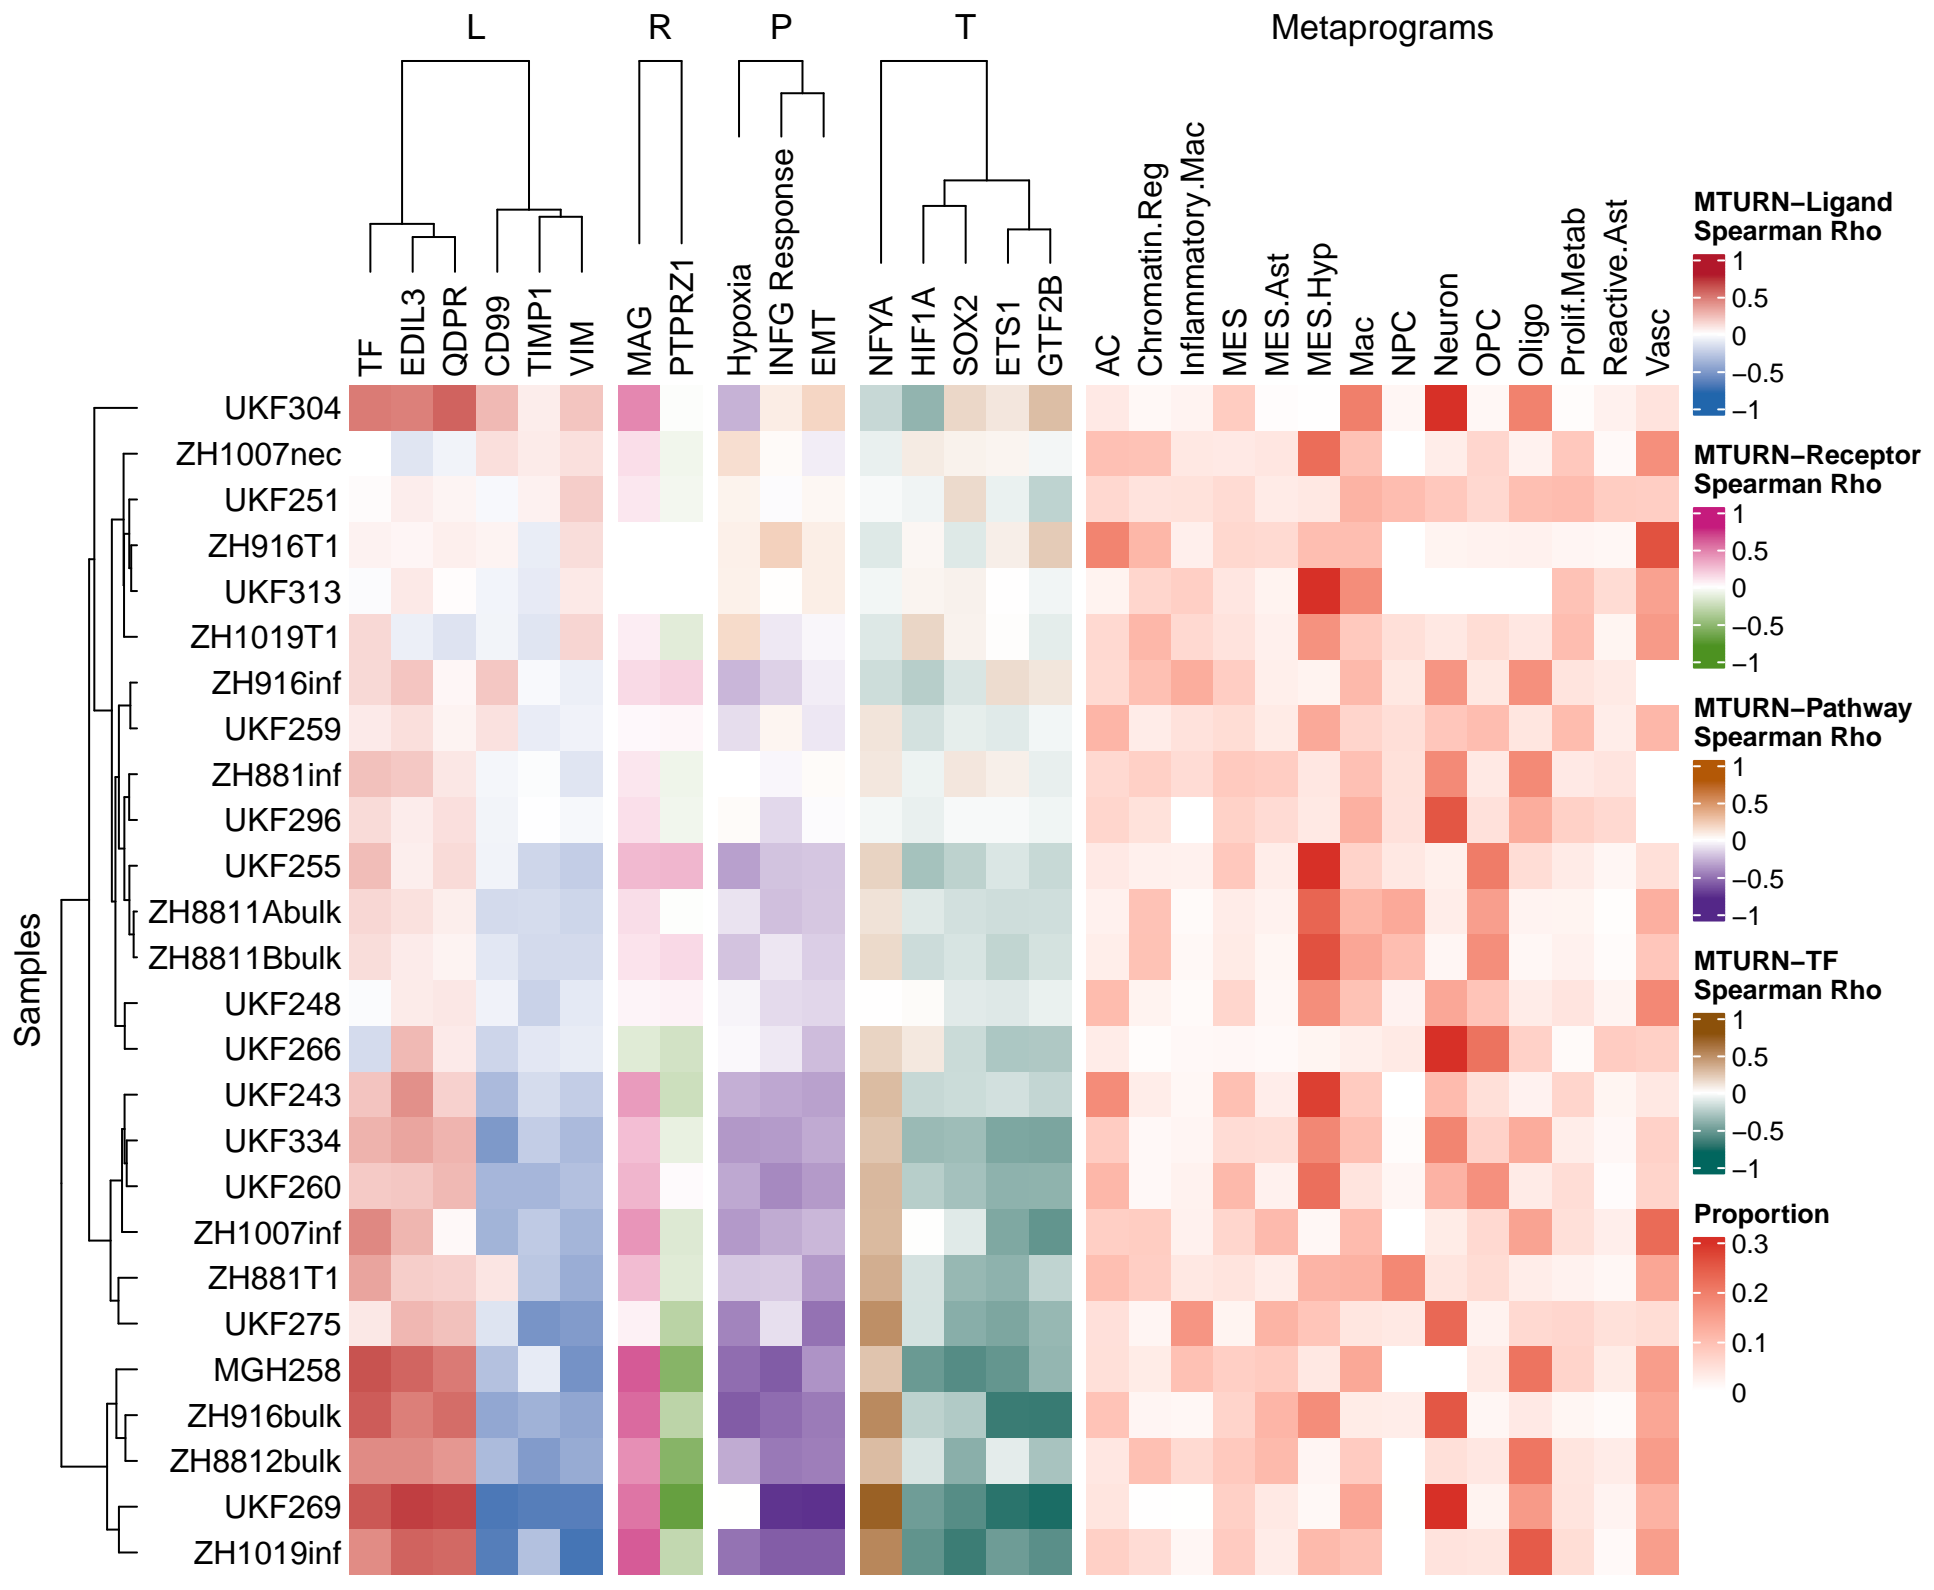 L R P T Metaprograms
TF EDIL3 QDPR CD99 TIMP1 VIM MAG PTPRZ1 Hypoxia INFG Response EMT NFYA HIF1A SOX2 ETS1 GTF2B AC Chromatin.Reg Inflammatory.Mac MES MES.Ast MES.Hyp Mac NPC Neuron OPC Oligo Prolif.Metab Reactive.Ast Vasc
Samples
UKF304
ZH1007nec
UKF251
ZH916T1
UKF313
ZH1019T1
ZH916inf
UKF259
ZH881inf
UKF296
UKF255
ZH8811Abulk
ZH8811Bbulk
UKF248
UKF266
UKF243
UKF334
UKF260
ZH1007inf
ZH881T1
UKF275
MGH258
ZH916bulk
ZH8812bulk
UKF269
ZH1019inf
MTURN−Ligand
Spearman Rho
1
0.5
0
−0.5
−1
MTURN−Receptor
Spearman Rho
1
0.5
0
−0.5
−1
MTURN−Pathway
Spearman Rho
1
0.5
0
−0.5
−1
MTURN−TF
Spearman Rho
1
0.5
0
−0.5
−1
Proportion
0.3
0.2
0.1
0